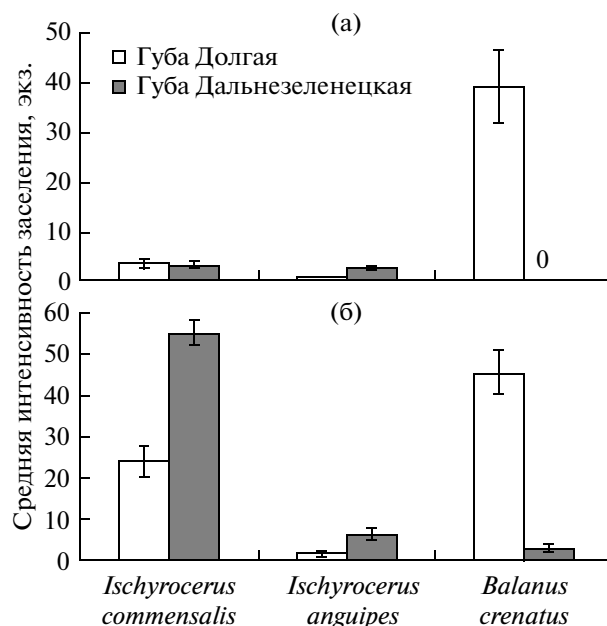 (а)
50
40
30
20
10
0
Губа Долгая
Губа Дальнезеленецкая
0
Средняя интенсивность заселения, экз.
(б)
60
50
40
30
20
10
0
Ischyrocerus commensalis
Ischyrocerus anguipes
Balanus crenatus